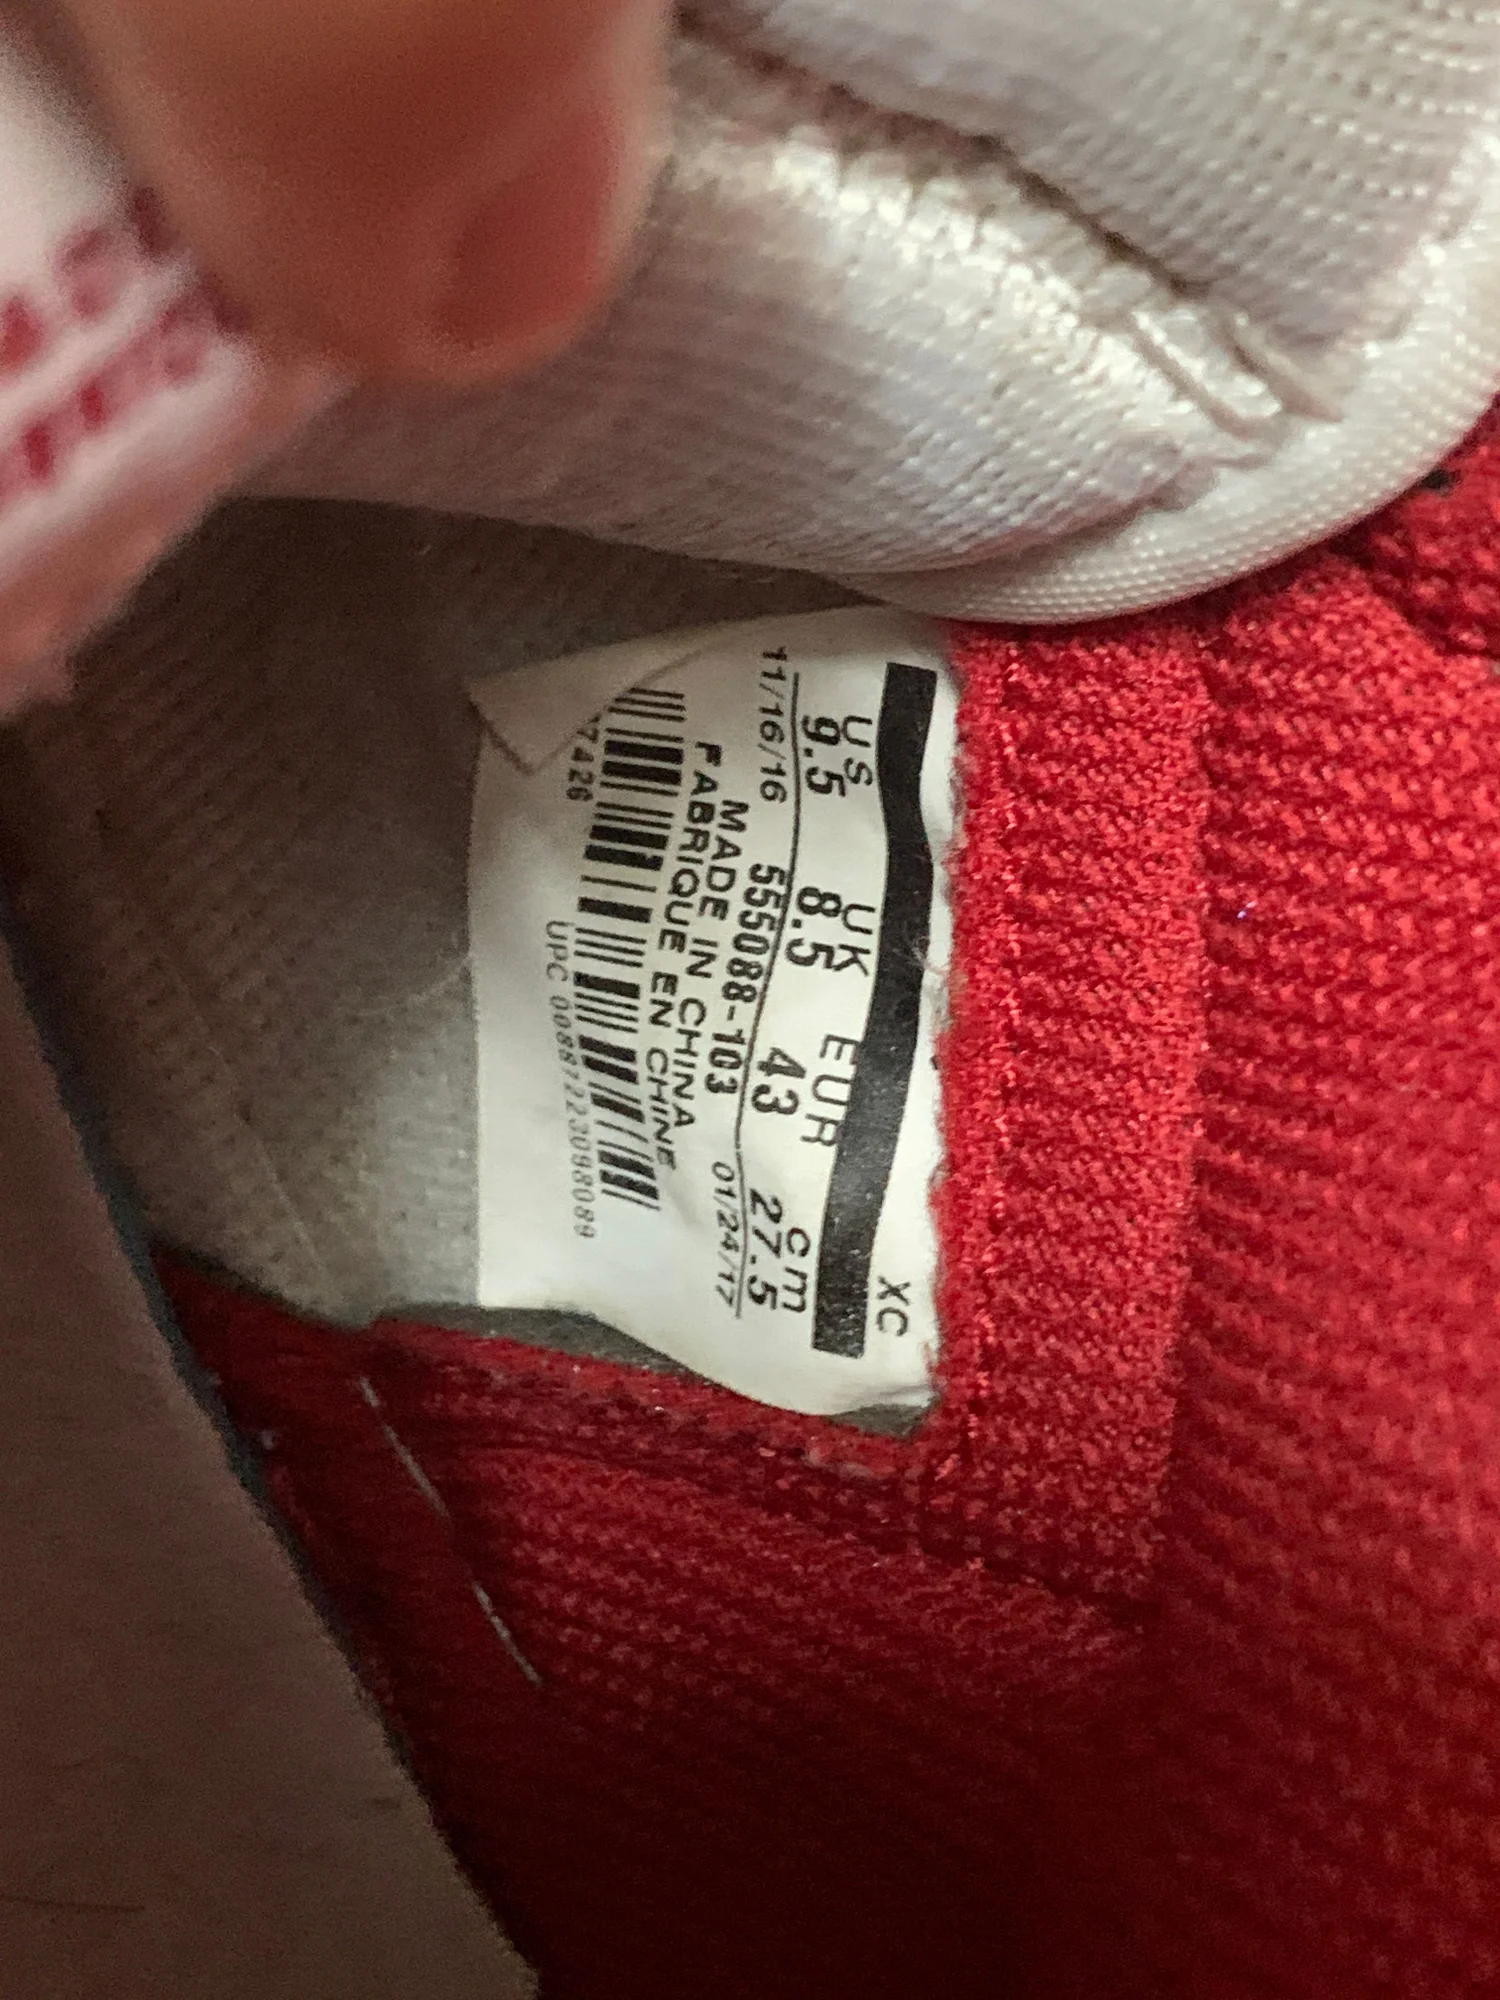 XC
US UK EUR cm
9.5 8.5 43 27.5
11/16/16 555088-103 01/24/17
MADE IN CHINA
FABRIQUE EN CHINE
7426
UPC